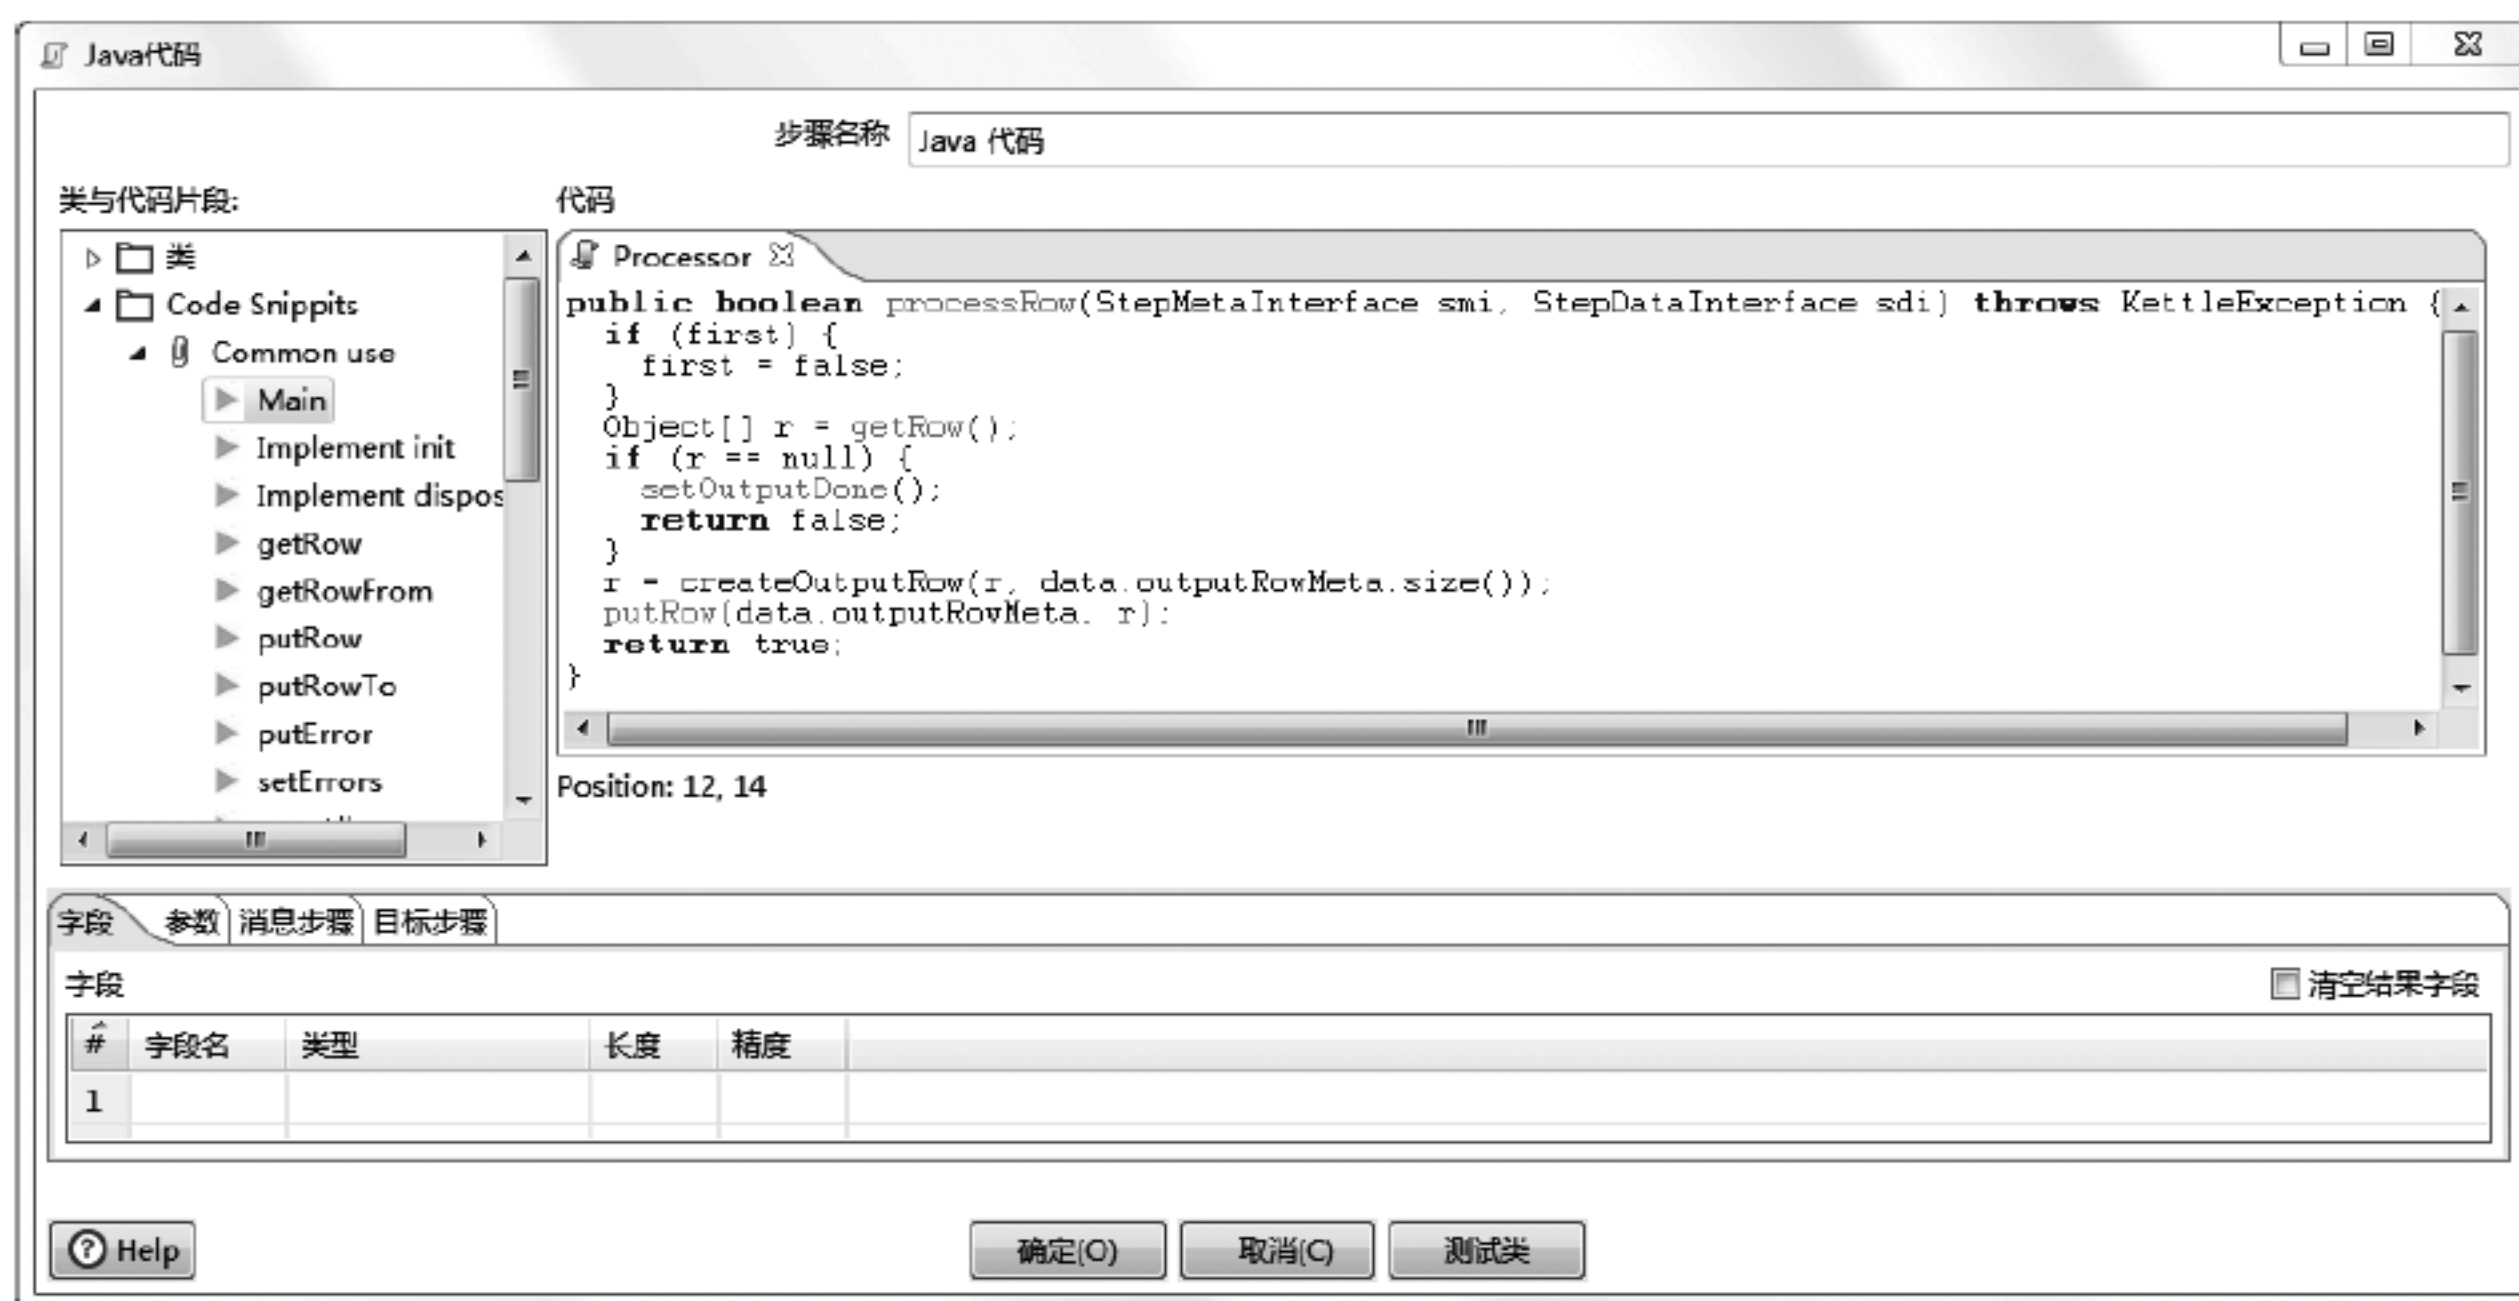 Java代码
步骤名称 Java 代码
类与代码片段:
类
Code Snippits
Common use
Main
Implement init
Implement dispos
getRow
getRowFrom
putRow
putRowTo
putError
setErrors
代码
Processor
public boolean processRow(StepMetaInterface smi, StepDataInterface sdi) throws KettleException {
if (first) {
first = false;
}
Object[] r = getRow();
if (r == null) {
setOutputDone();
return false;
}
r = createOutputRow(r, data.outputRowMeta.size());
putRow(data.outputRowMeta, r);
return true;
}
Position: 12, 14
字段 参数 消息步骤 目标步骤
字段 清空结果字段
# 字段名 类型 长度 精度
1
Help 确定(O) 取消(C) 测试类